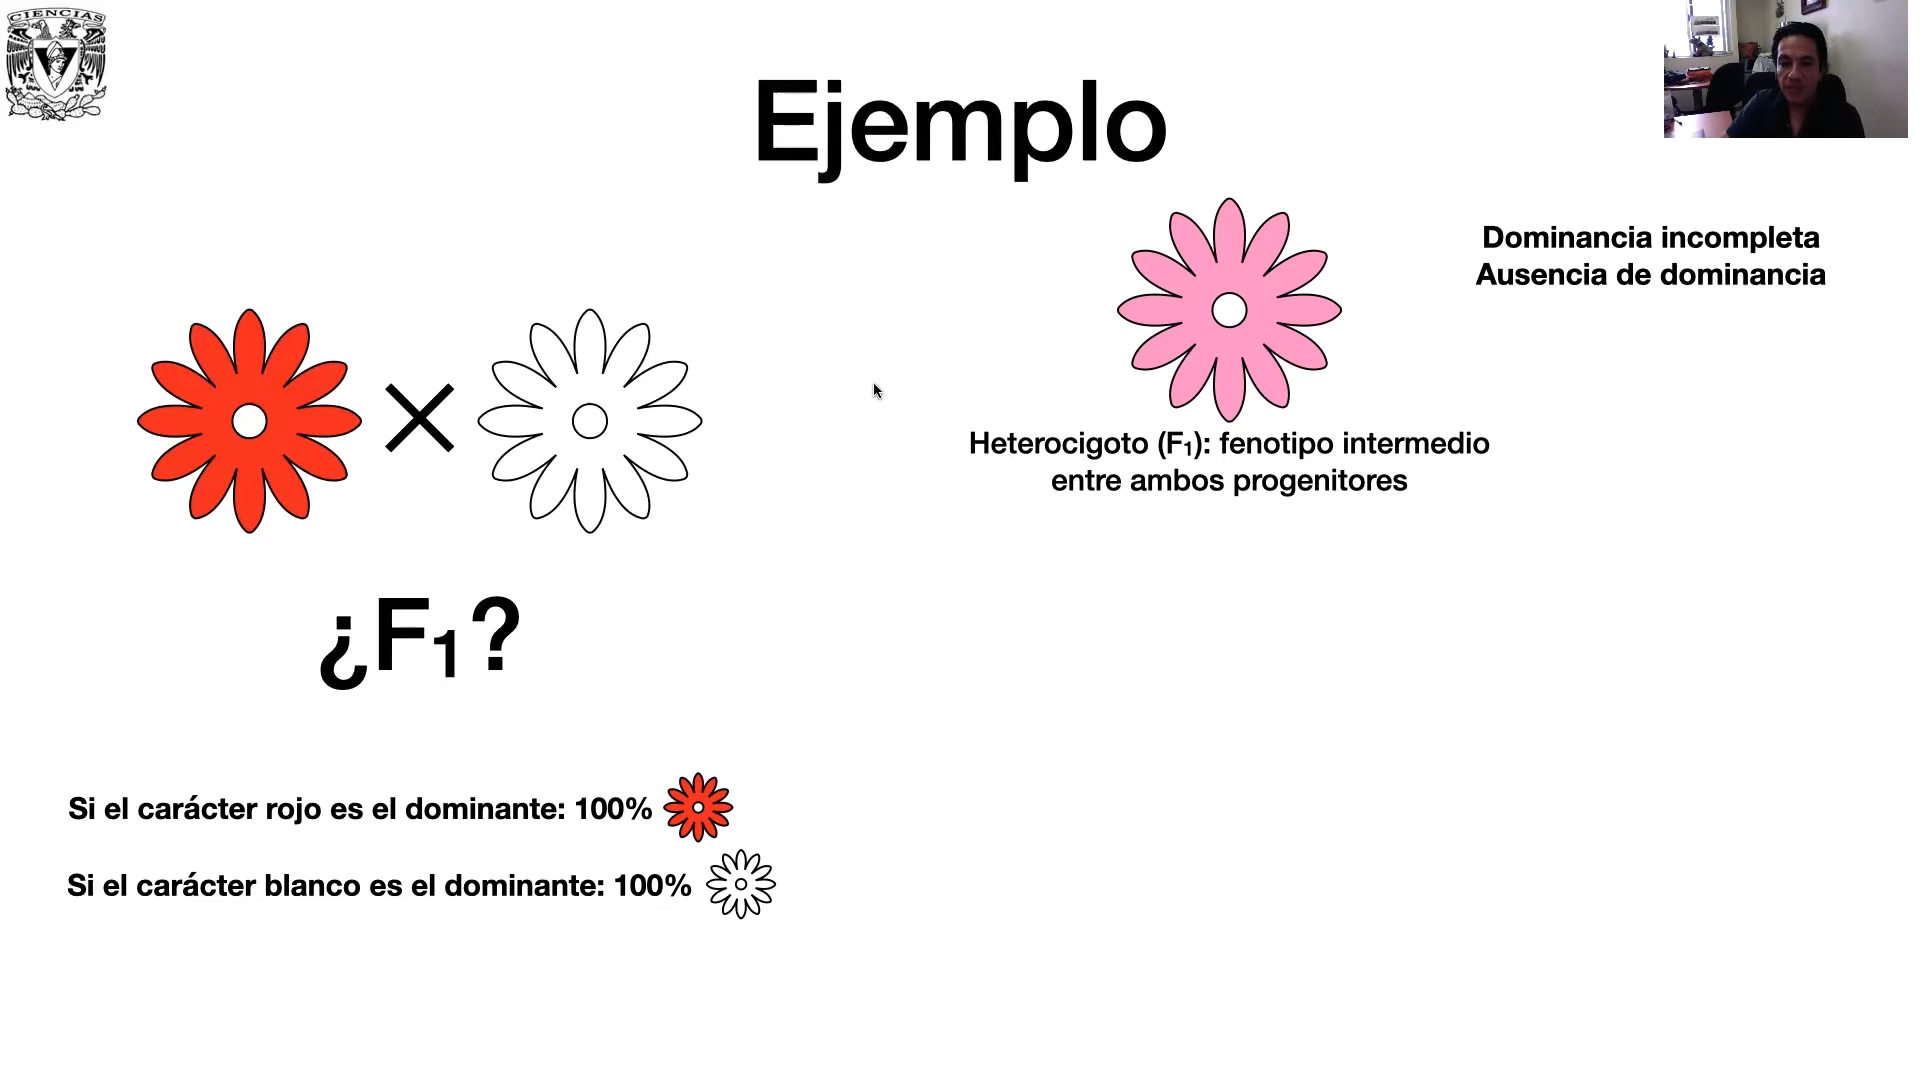 CIENCIAS
Ejemplo
Dominancia incompleta
Ausencia de dominancia
Heterocigoto (F₁): fenotipo intermedio
entre ambos progenitores
¿F₁?
Si el carácter rojo es el dominante: 100%
Si el carácter blanco es el dominante: 100%